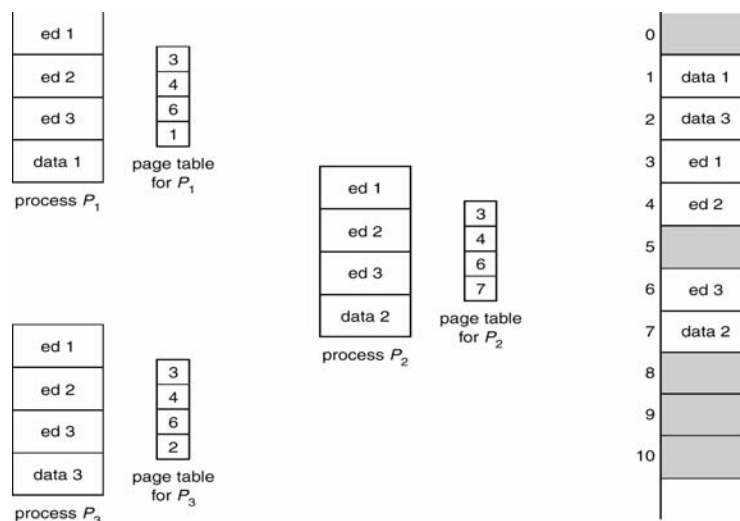 ed 1
ed 2
ed 3
data 1
process P1
3
4
6
1
page table
for P1
ed 1
ed 2
ed 3
data 2
process P2
3
4
6
7
page table
for P2
ed 1
ed 2
ed 3
data 3
process P3
3
4
6
2
page table
for P3
0
1 data 1
2 data 3
3 ed 1
4 ed 2
5
6 ed 3
7 data 2
8
9
10